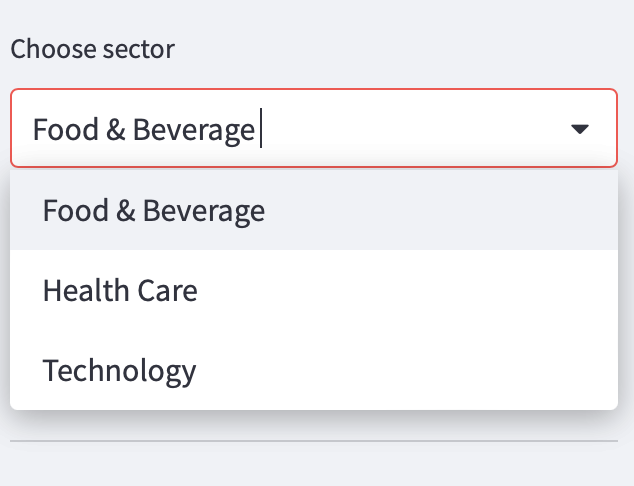 Choose sector
Food & Beverage
Food & Beverage
Health Care
Technology